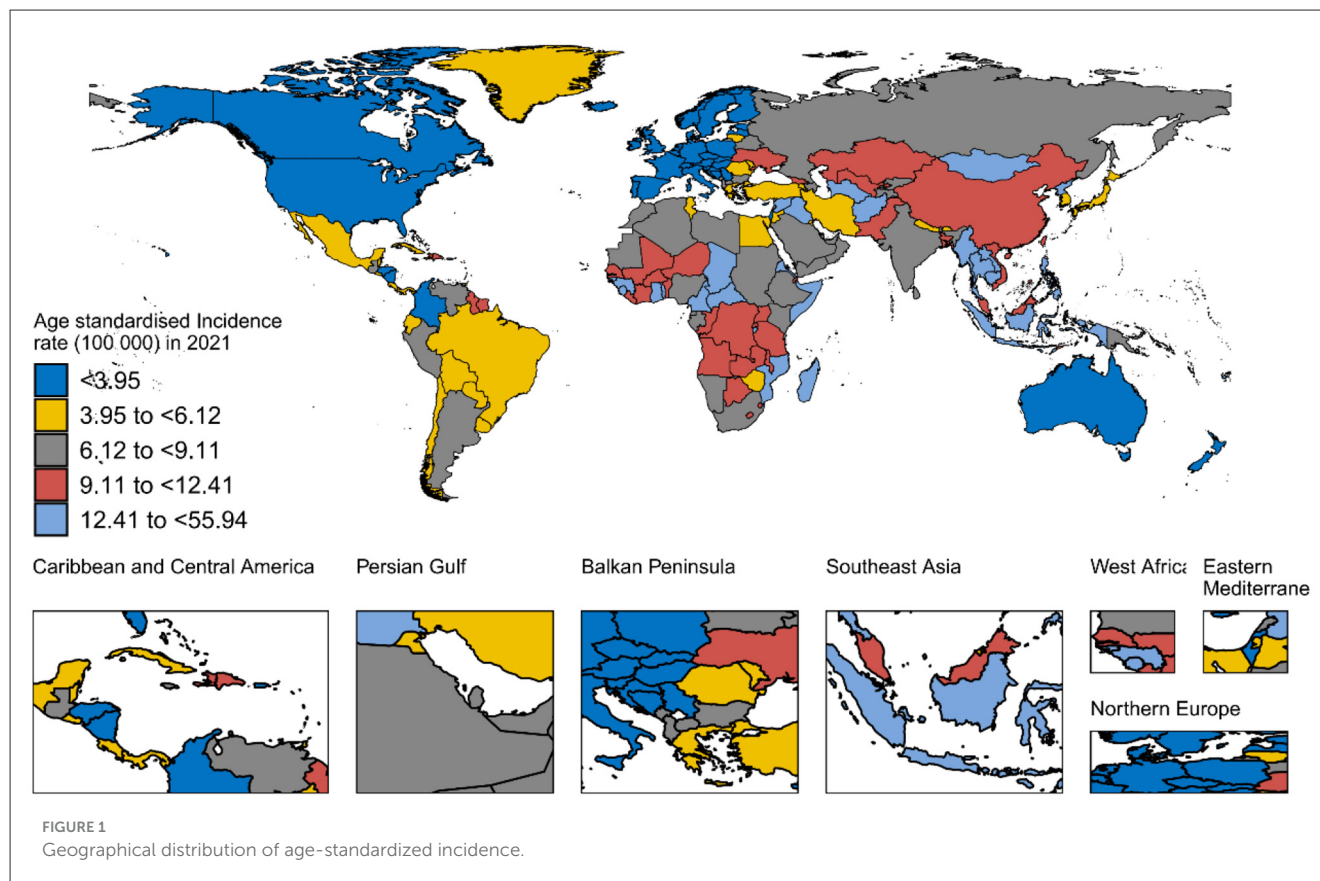 Age standardised Incidence
rate (100 000) in 2021
<3.95
3.95 to <6.12
6.12 to <9.11
9.11 to <12.41
12.41 to <55.94
Caribbean and Central America
Persian Gulf
Balkan Peninsula
Southeast Asia
West Africa
Eastern
Mediterrane
Northern Europe
FIGURE 1
Geographical distribution of age-standardized incidence.